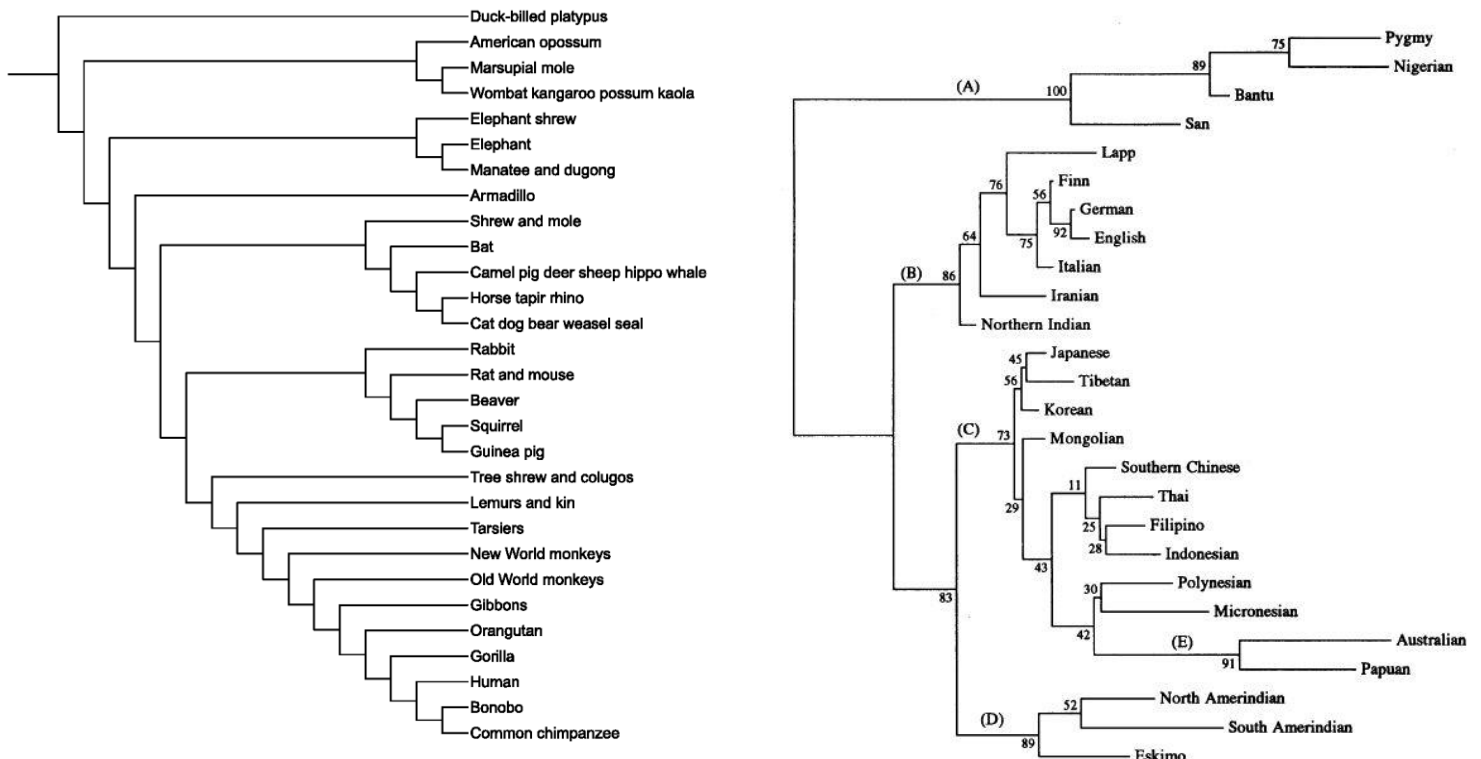 Duck-billed platypus
American opossum
Marsupial mole
Wombat kangaroo possum kaola
Elephant shrew
Elephant
Manatee and dugong
Armadillo
Shrew and mole
Bat
Camel pig deer sheep hippo whale
Horse tapir rhino
Cat dog bear weasel seal
Rabbit
Rat and mouse
Beaver
Squirrel
Guinea pig
Tree shrew and colugos
Lemurs and kin
Tarsiers
New World monkeys
Old World monkeys
Gibbons
Orangutan
Gorilla
Human
Bonobo
Common chimpanzee
75 Pygmy
Nigerian
89
Bantu
(A)
100
San
Lapp
76
56 Finn
German
92 English
75
Italian
64
(B)
86
Iranian
Northern Indian
Japanese
45
Tibetan
56
Korean
(C)
73
Mongolian
Southern Chinese
11
Thai
29
25
Filipino
28 Indonesian
43
Polynesian
30
83
Micronesian
42
(E)
Australian
91
Papuan
North Amerindian
52
(D)
South Amerindian
89
Eskimo